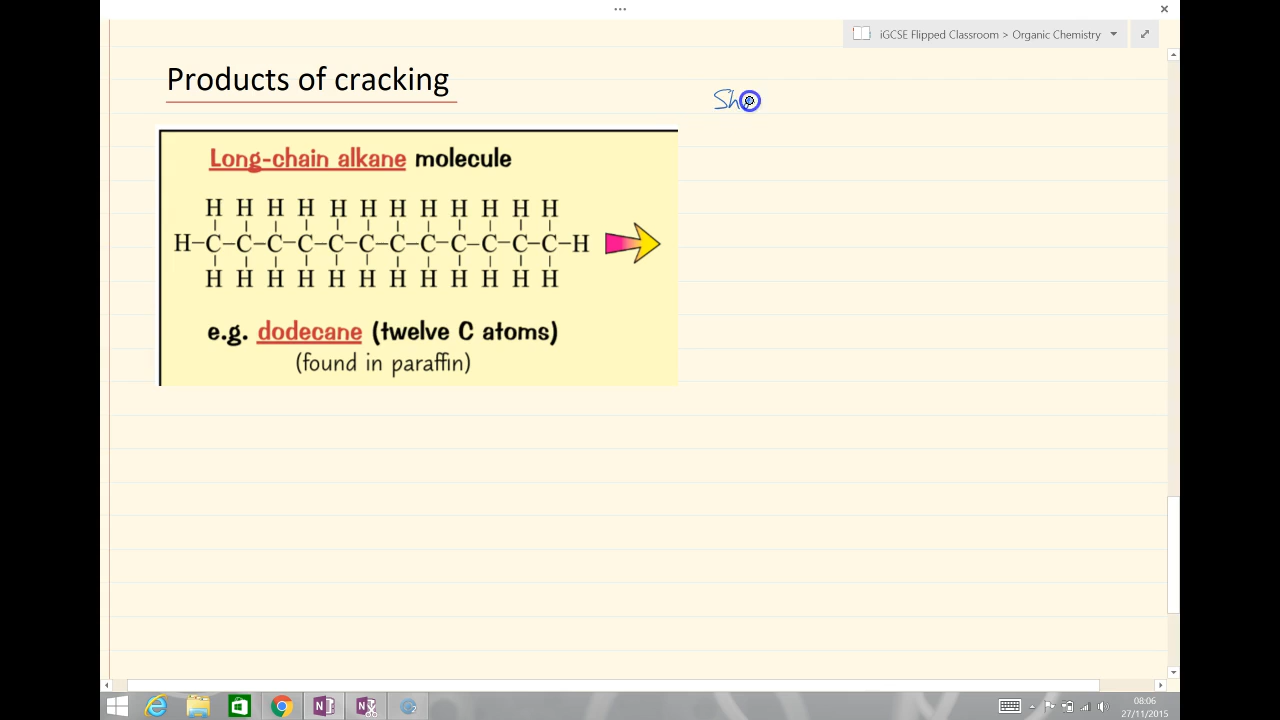 ...
iGCSE Flipped Classroom > Organic Chemistry
Products of cracking
Sh
Long-chain alkane molecule
H H H H H H H H H H H H
H–C–C–C–C–C–C–C–C–C–C–C–C–H
H H H H H H H H H H H H
e.g. dodecane (twelve C atoms)
(found in paraffin)
08:06
27/11/2015